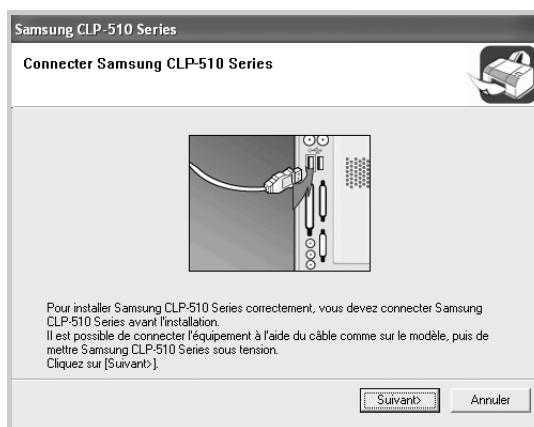 Samsung CLP-510 Series
Connecter Samsung CLP-510 Series
Pour installer Samsung CLP-510 Series correctement, vous devez connecter Samsung
CLP-510 Series avant l'installation.
Il est possible de connecter l'équipement à l'aide du câble comme sur le modèle, puis de
mettre Samsung CLP-510 Series sous tension.
Cliquez sur [Suivant>].
Suivant>
Annuler